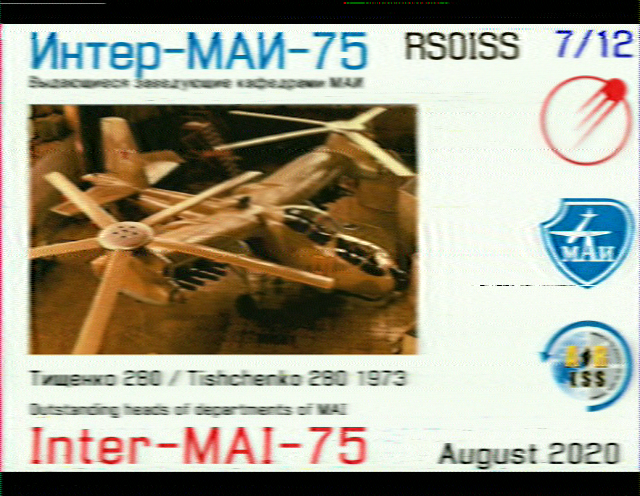 Интер-МАИ-75
RS0ISS
7/12
Выдающиеся заведующие кафедрами МАИ
МАИ
ISS
Тищенко 280 / Tishchenko 280 1973
Outstanding heads of departments of MAI
Inter-MAI-75
August 2020